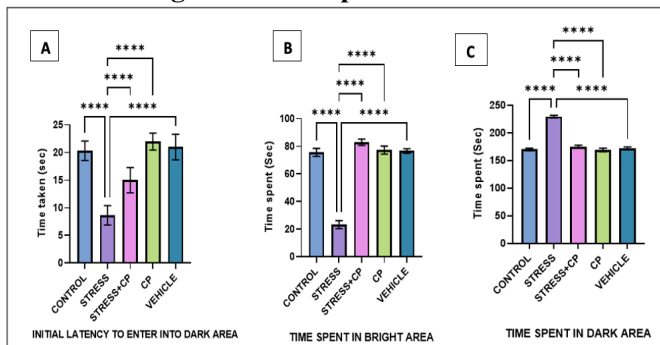 A
****
****
****
****
Time taken (sec)
25
20
15
10
5
0
CONTROL
STRESS
STRESS+CP
CP
VEHICLE
INITIAL LATENCY TO ENTER INTO DARK AREA
B
****
****
****
****
Time spent (Sec)
100
80
60
40
20
0
CONTROL
STRESS
STRESS+CP
CP
VEHICLE
TIME SPENT IN BRIGHT AREA
C
****
****
****
****
Time spent (Sec)
250
200
150
100
50
0
CONTROL
STRESS
STRESS+CP
CP
VEHICLE
TIME SPENT IN DARK AREA